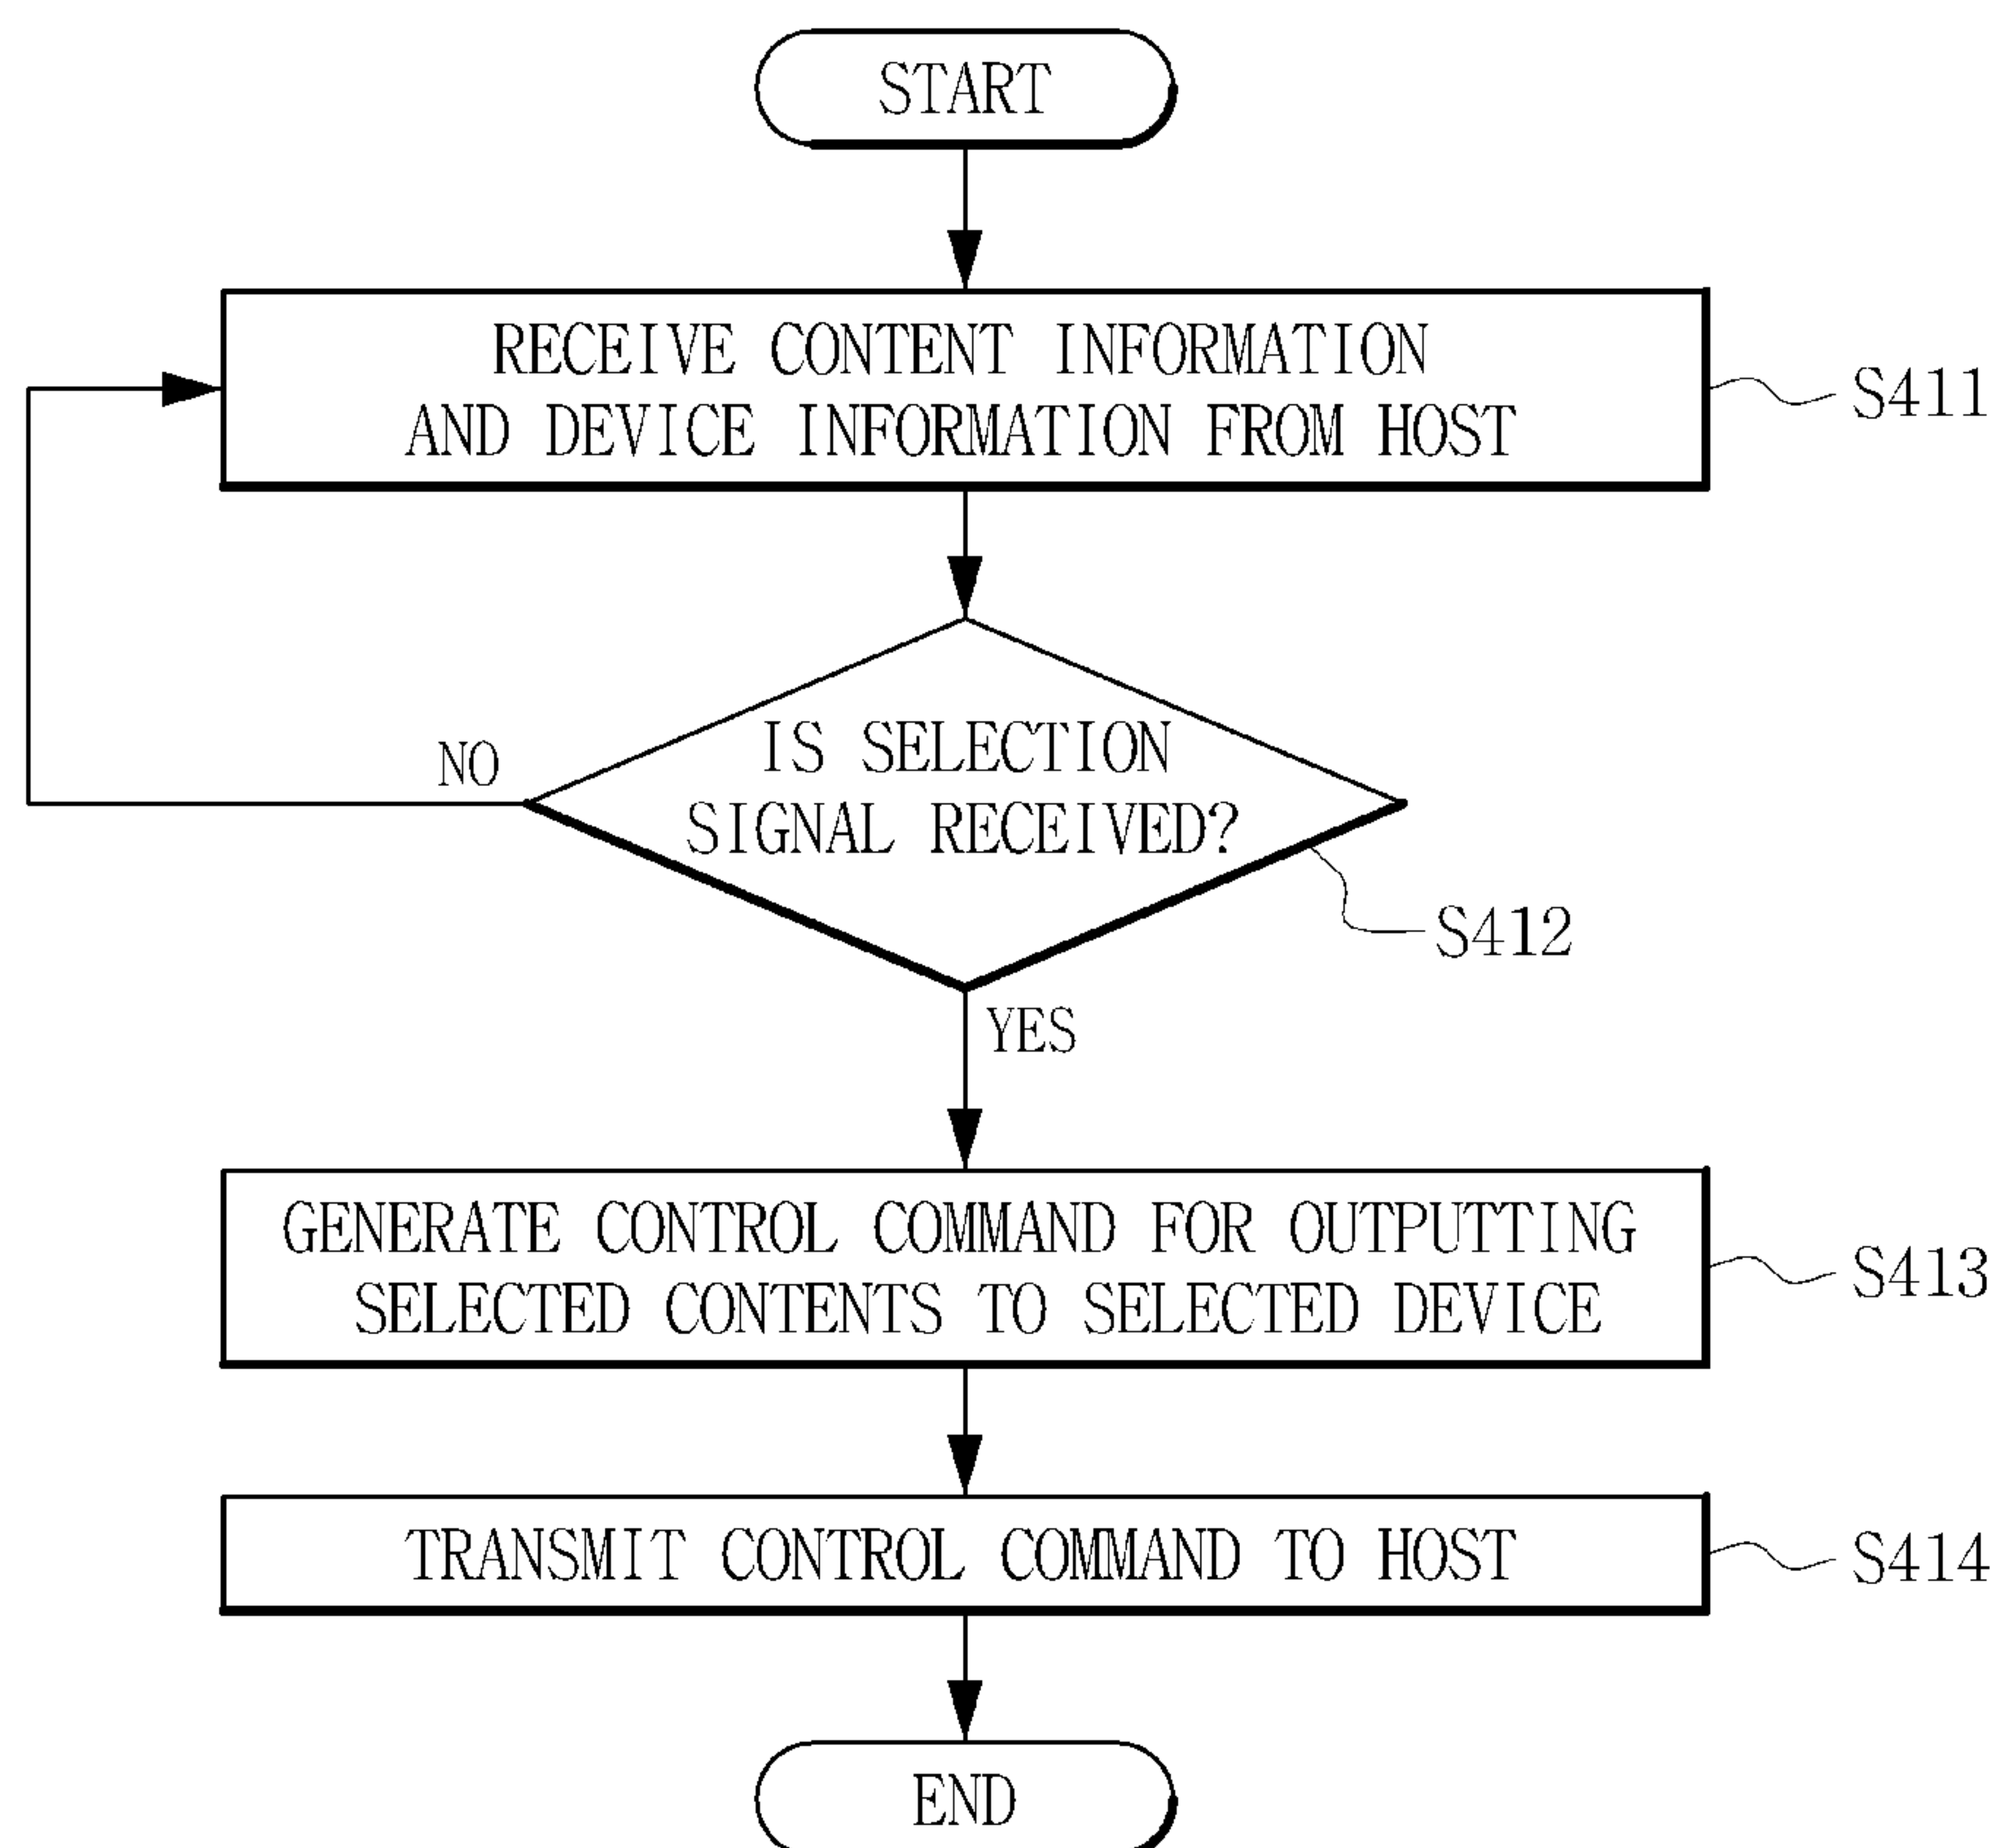 START
RECEIVE CONTENT INFORMATION
AND DEVICE INFORMATION FROM HOST
S411
IS SELECTION
SIGNAL RECEIVED?
NO
S412
YES
GENERATE CONTROL COMMAND FOR OUTPUTTING
SELECTED CONTENTS TO SELECTED DEVICE
S413
TRANSMIT CONTROL COMMAND TO HOST
S414
END